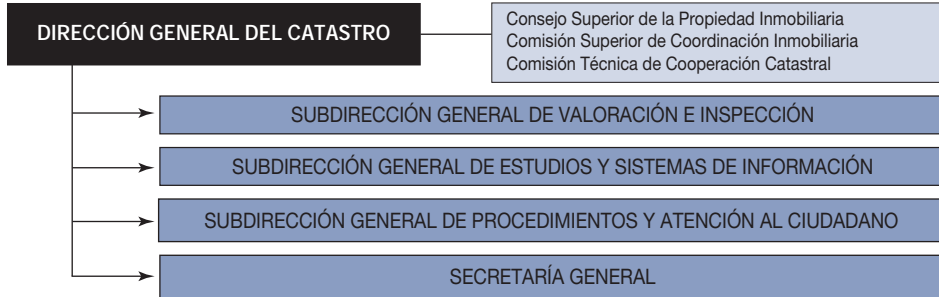 DIRECCIÓN GENERAL DEL CATASTRO
Consejo Superior de la Propiedad Inmobiliaria
Comisión Superior de Coordinación Inmobiliaria
Comisión Técnica de Cooperación Catastral
SUBDIRECCIÓN GENERAL DE VALORACIÓN E INSPECCIÓN
SUBDIRECCIÓN GENERAL DE ESTUDIOS Y SISTEMAS DE INFORMACIÓN
SUBDIRECCIÓN GENERAL DE PROCEDIMIENTOS Y ATENCIÓN AL CIUDADANO
SECRETARÍA GENERAL